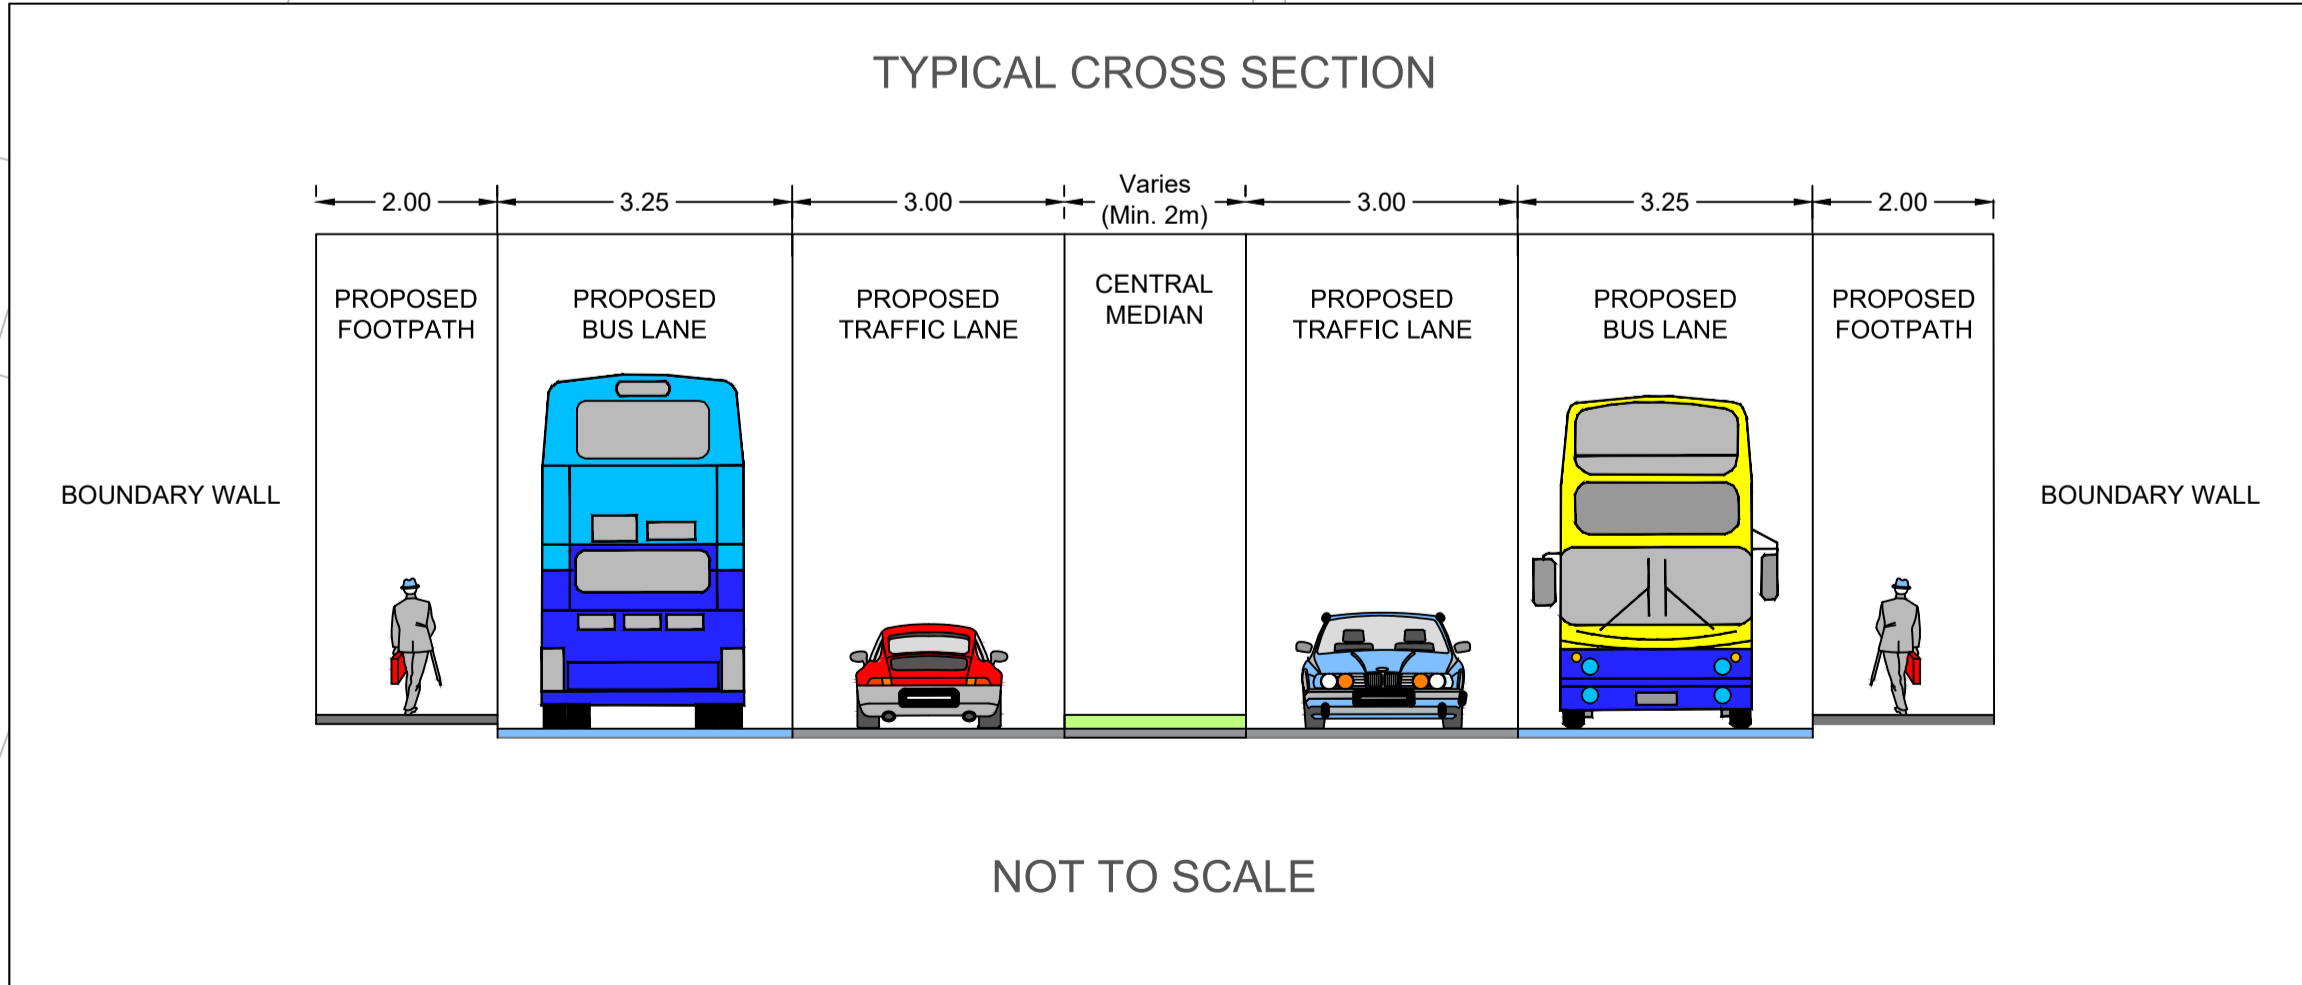 TYPICAL CROSS SECTION
2.00
3.25
3.00
Varies
(Min. 2m)
3.00
3.25
2.00
PROPOSED
FOOTPATH
PROPOSED
BUS LANE
PROPOSED
TRAFFIC LANE
CENTRAL
MEDIAN
PROPOSED
TRAFFIC LANE
PROPOSED
BUS LANE
PROPOSED
FOOTPATH
BOUNDARY WALL
BOUNDARY WALL
NOT TO SCALE